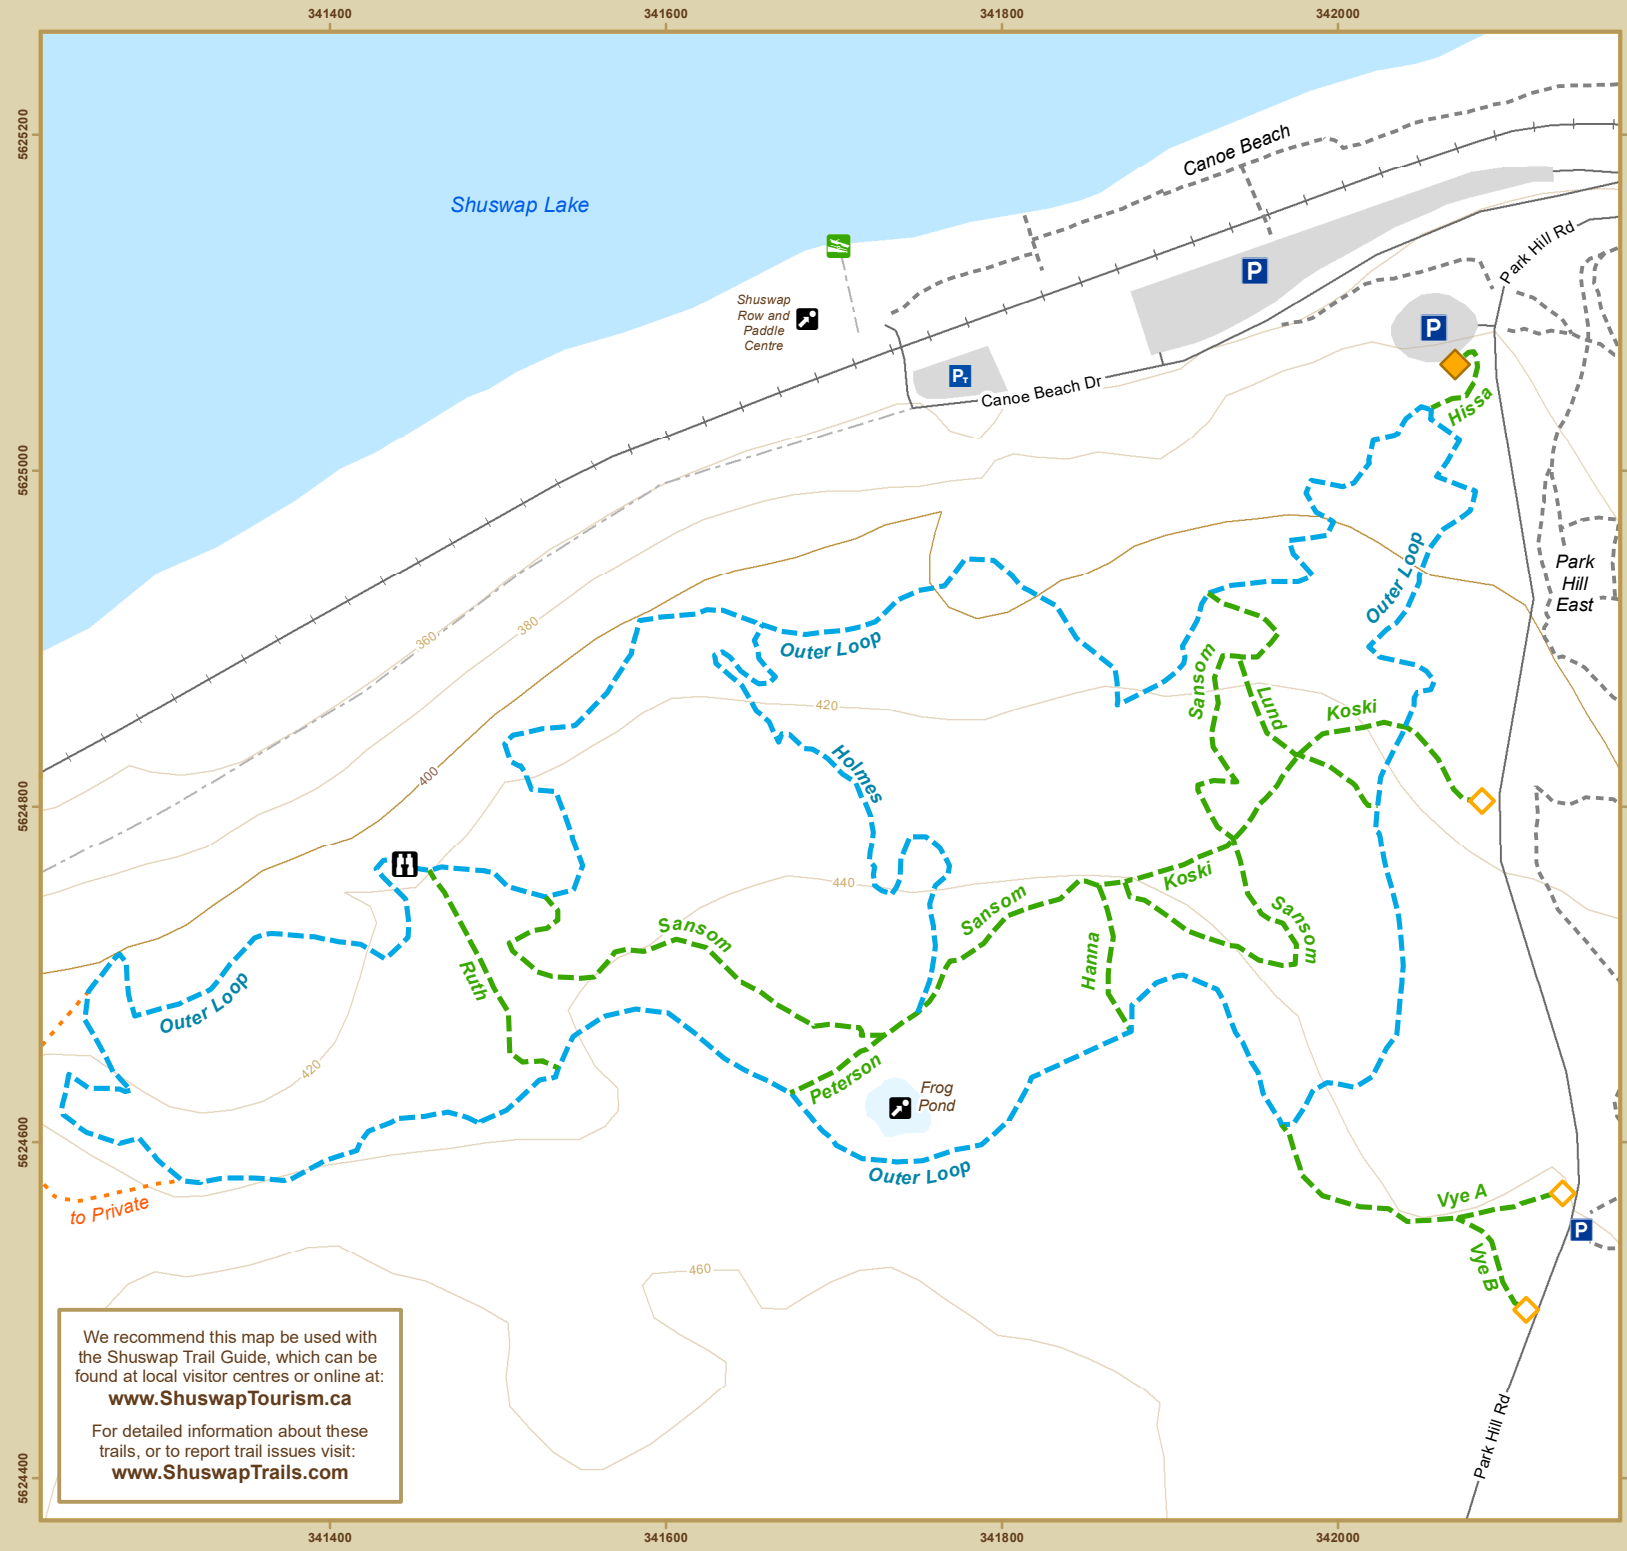 341400
341600
341800
342000
5625200
5625000
5624800
5624600
5624400
Canoe Beach
Shuswap Lake
Park Hill Rd
P
Shuswap
Row and
Paddle
Centre
P
PT
Canoe Beach Dr
Hissa
Outer Loop
Park
Hill
East
360
380
Outer Loop
Sansom
Lund
Koski
420
Holmes
400
440
Koski
Sansom
Sansom
Sansom
Hanna
Ruth
Outer Loop
420
Peterson
Frog
Pond
Outer Loop
to Private
Vye A
P
Vye B
460
We recommend this map be used with
the Shuswap Trail Guide, which can be
found at local visitor centres or online at:
www.ShuswapTourism.ca
For detailed information about these
trails, or to report trail issues visit:
www.ShuswapTrails.com
Park Hill Rd
341400
341600
341800
342000